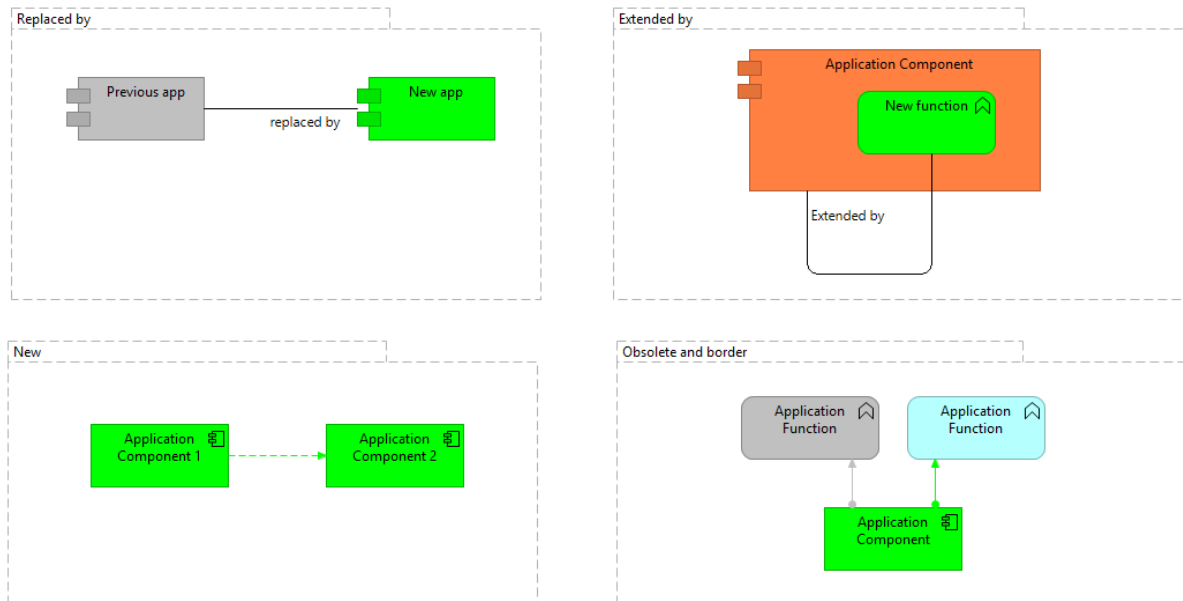 Replaced by
Previous app
New app
replaced by
Extended by
Application Component
New function
Extended by
New
Application
Component 1
Application
Component 2
Obsolete and border
Application
Function
Application
Function
Application
Component